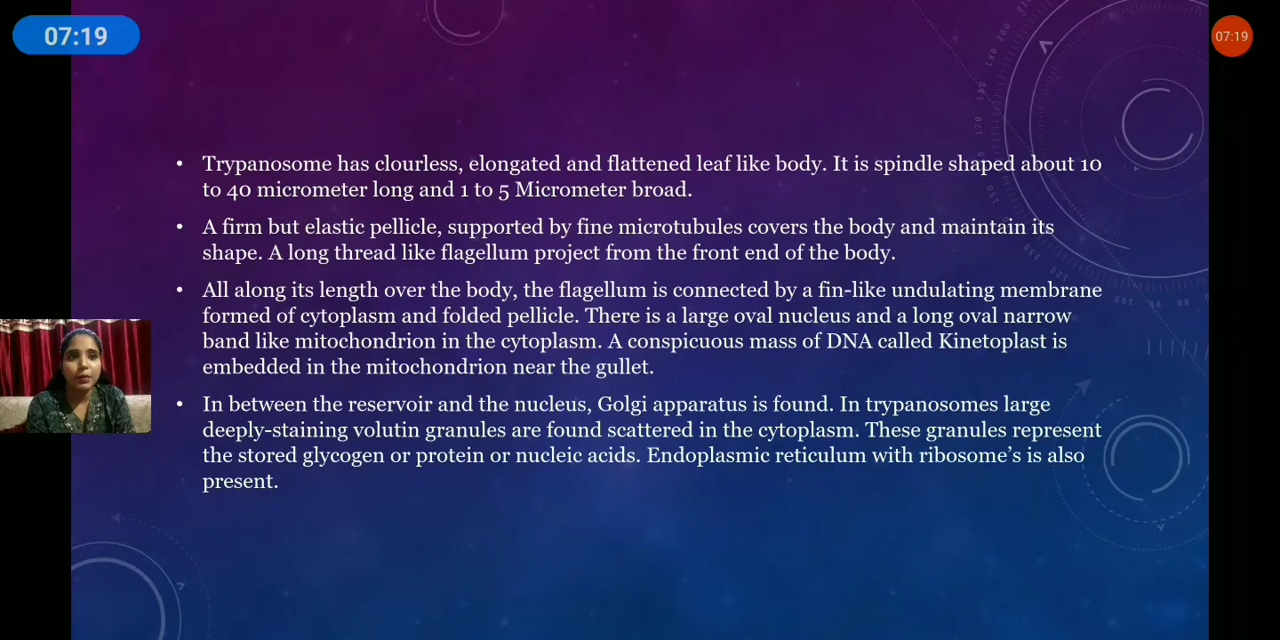 07:19
07:19
• Trypanosome has clourless, elongated and flattened leaf like body. It is spindle shaped about 10
to 40 micrometer long and 1 to 5 Micrometer broad.
• A firm but elastic pellicle, supported by fine microtubules covers the body and maintain its
shape. A long thread like flagellum project from the front end of the body.
• All along its length over the body, the flagellum is connected by a fin-like undulating membrane
formed of cytoplasm and folded pellicle. There is a large oval nucleus and a long oval narrow
band like mitochondrion in the cytoplasm. A conspicuous mass of DNA called Kinetoplast is
embedded in the mitochondrion near the gullet.
• In between the reservoir and the nucleus, Golgi apparatus is found. In trypanosomes large
deeply-staining volutin granules are found scattered in the cytoplasm. These granules represent
the stored glycogen or protein or nucleic acids. Endoplasmic reticulum with ribosome’s is also
present.